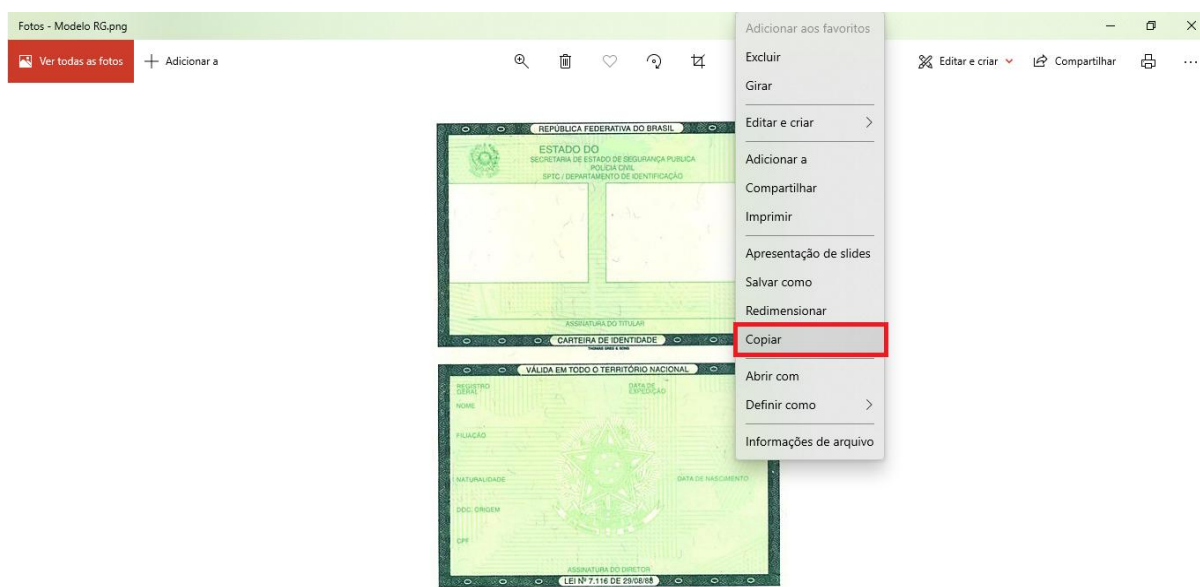 Fotos - Modelo RG.png
Ver todas as fotos
Adicionar a
Editar e criar
Compartilhar
Adicionar aos favoritos
Excluir
Girar
Editar e criar
Adicionar a
Compartilhar
Imprimir
Apresentação de slides
Salvar como
Redimensionar
Copiar
Abrir com
Definir como
Informações de arquivo
REPÚBLICA FEDERATIVA DO BRASIL
ESTADO DO
SECRETARIA DE ESTADO DE SEGURANÇA PUBLICA
POLÍCIA CIVIL
SPTC / DEPARTAMENTO DE IDENTIFICAÇÃO
ASSINATURA DO TITULAR
CARTEIRA DE IDENTIDADE
VÁLIDA EM TODO O TERRITÓRIO NACIONAL
REGISTRO
GERAL
DATA DE
EXPEDIÇÃO
NOME
FILIAÇÃO
NATURALIDADE
DATA DE NASCIMENTO
DOC. ORIGEM
CPF
ASSINATURA DO DIRETOR
LEI Nº 7.116 DE 29/08/83